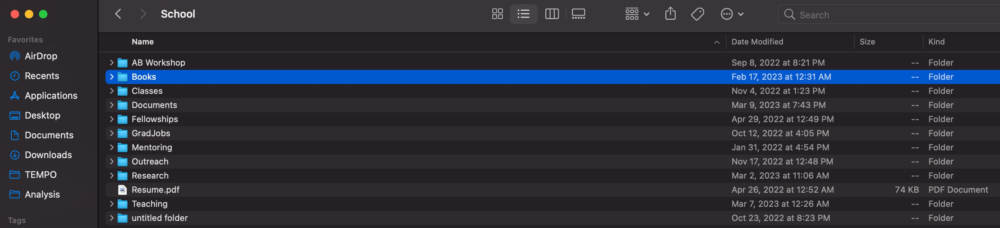 School
Search
Favorites
AirDrop
Recents
Applications
Desktop
Documents
Downloads
TEMPO
Analysis
Tags
Name Date Modified Size Kind
AB Workshop Sep 8, 2022 at 8:21 PM -- Folder
Books Feb 17, 2023 at 12:31 AM -- Folder
Classes Nov 4, 2022 at 1:23 PM -- Folder
Documents Mar 9, 2023 at 7:43 PM -- Folder
Fellowships Apr 29, 2022 at 12:49 PM -- Folder
GradJobs Oct 12, 2022 at 4:05 PM -- Folder
Mentoring Jan 31, 2022 at 4:54 PM -- Folder
Outreach Nov 17, 2022 at 12:48 PM -- Folder
Research Mar 2, 2023 at 11:06 AM -- Folder
Resume.pdf Apr 26, 2022 at 12:52 AM 74 KB PDF Document
Teaching Mar 7, 2023 at 12:26 AM -- Folder
untitled folder Oct 23, 2022 at 8:23 PM -- Folder